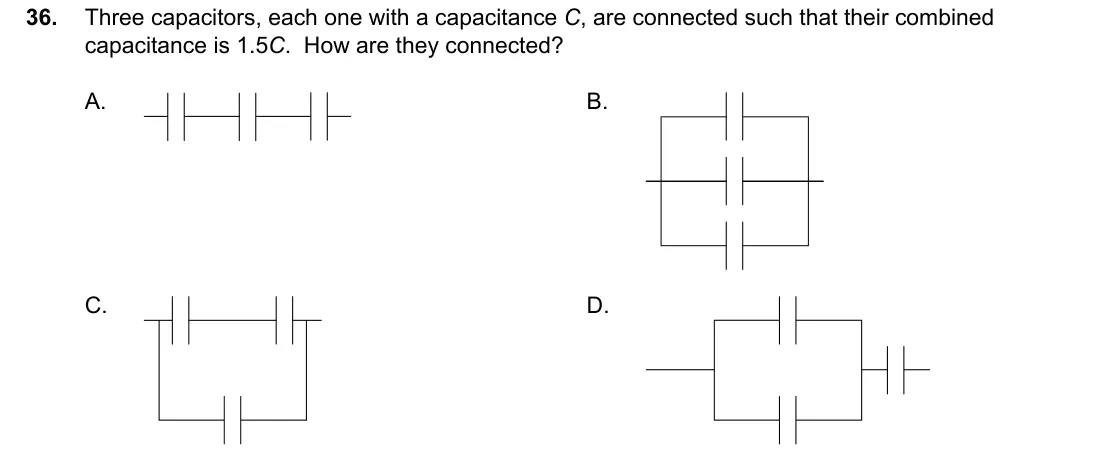 36. Three capacitors, each one with a capacitance C, are connected such that their combined
capacitance is 1.5C. How are they connected?
A.
B.
C.
D.